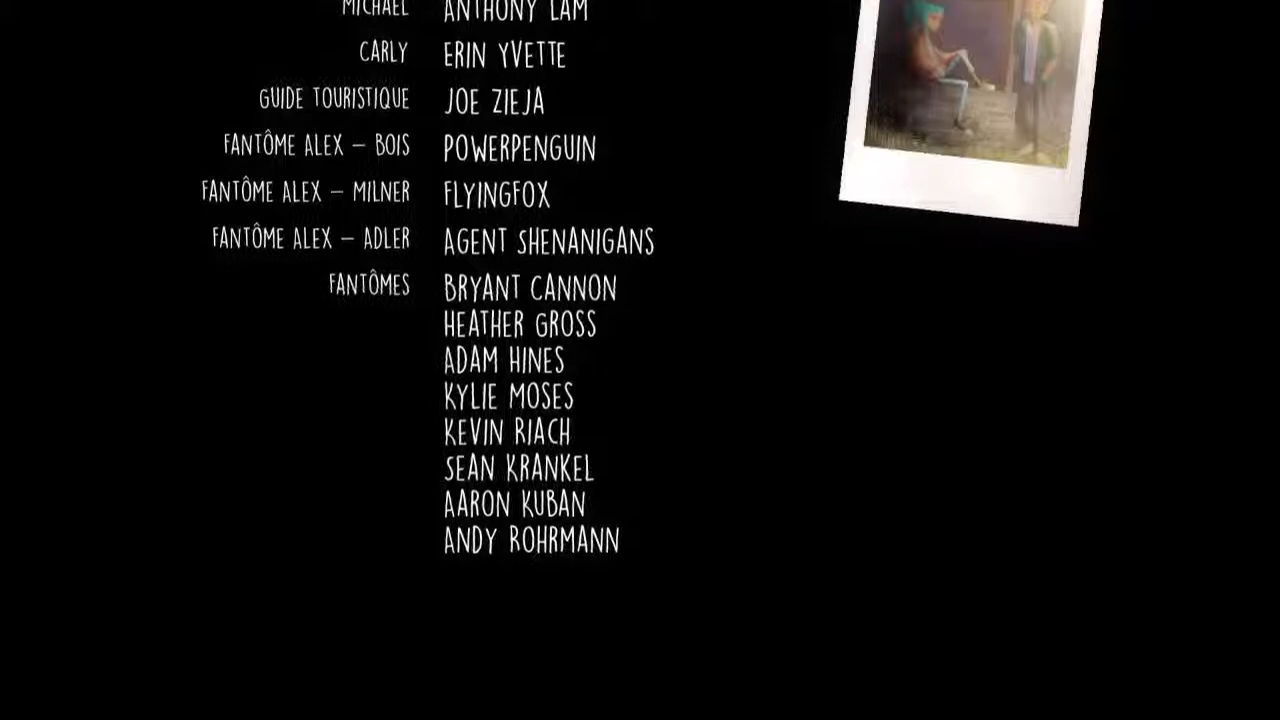 MICHAEL ANTHONY LAM
CARLY ERIN YVETTE
GUIDE TOURISTIQUE JOE ZIEJA
FANTÔME ALEX – BOIS POWERPENGUIN
FANTÔME ALEX – MILNER FLYINGFOX
FANTÔME ALEX – ADLER AGENT SHENANIGANS
FANTÔMES BRYANT CANNON
HEATHER GROSS
ADAM HINES
KYLIE MOSES
KEVIN RIACH
SEAN KRANKEL
AARON KUBAN
ANDY ROHRMANN